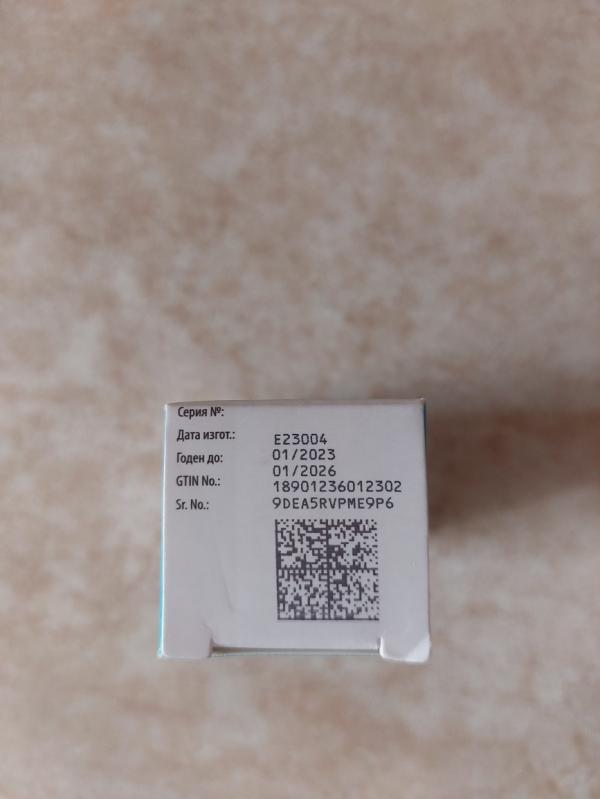 Серия №:
Дата изгот.: E23004
Годен до: 01/2023
01/2026
GTIN No.: 18901236012302
Sr. No.: 9DEA5RVPME9P6